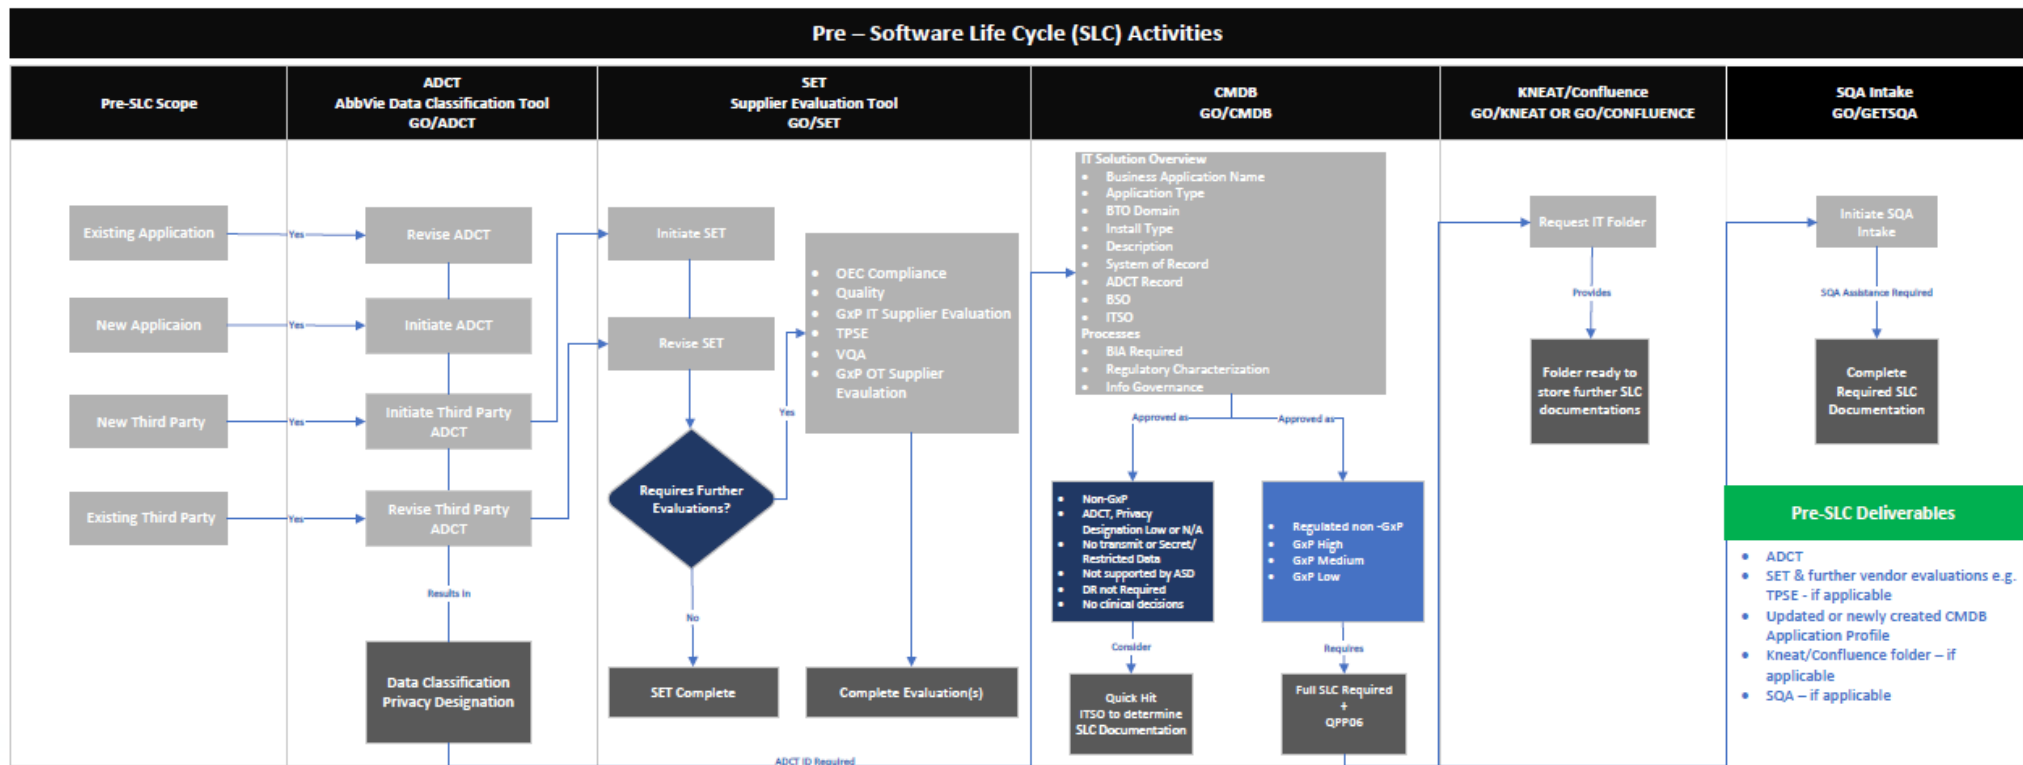 Pre – Software Life Cycle (SLC) Activities
Pre-SLC Scope
ADCT
AbbVie Data Classification Tool
GO/ADCT
SET
Supplier Evaluation Tool
GO/SET
CMDB
GO/CMDB
KNEAT/Confluence
GO/KNEAT OR GO/CONFLUENCE
SQA Intake
GO/GETSQA
Existing Application
Yes
Revise ADCT
New Applicaion
Yes
Initiate ADCT
New Third Party
Yes
Initiate Third Party
ADCT
Existing Third Party
Yes
Revise Third Party
ADCT
Results in
Data Classification
Privacy Designation
Initiate SET
Revise SET
Requires Further
Evaluations?
Yes
No
SET Complete
• OEC Compliance
• Quality
• GxP IT Supplier Evaluation
• TPSE
• VQA
• GxP OT Supplier
Evaulation
Complete Evaluation(s)
ADCT ID Required
IT Solution Overview
• Business Application Name
• Application Type
• BTO Domain
• Install Type
• Description
• System of Record
• ADCT Record
• BSO
• ITSO
Processes
• BIA Required
• Regulatory Characterization
• Info Governance
Approved as
Approved as
• Non-GxP
• ADCT, Privacy
Designation Low or N/A
• No transmit or Secret/
Restricted Data
• Not supported by ASD
• DR not Required
• No clinical decisions
Consider
Quick Hit
ITSO to determine
SLC Documentation
• Regulated non -GxP
• GxP High
• GxP Medium
• GxP Low
Requires
Full SLC Required
+
QPP06
Request IT Folder
Provides
Folder ready to
store further SLC
documentations
Initiate SQA
Intake
SQA Assistance Required
Complete
Required SLC
Documentation
Pre-SLC Deliverables
• ADCT
• SET & further vendor evaluations e.g.
TPSE - if applicable
• Updated or newly created CMDB
Application Profile
• Kneat/Confluence folder – if
applicable
• SQA – if applicable